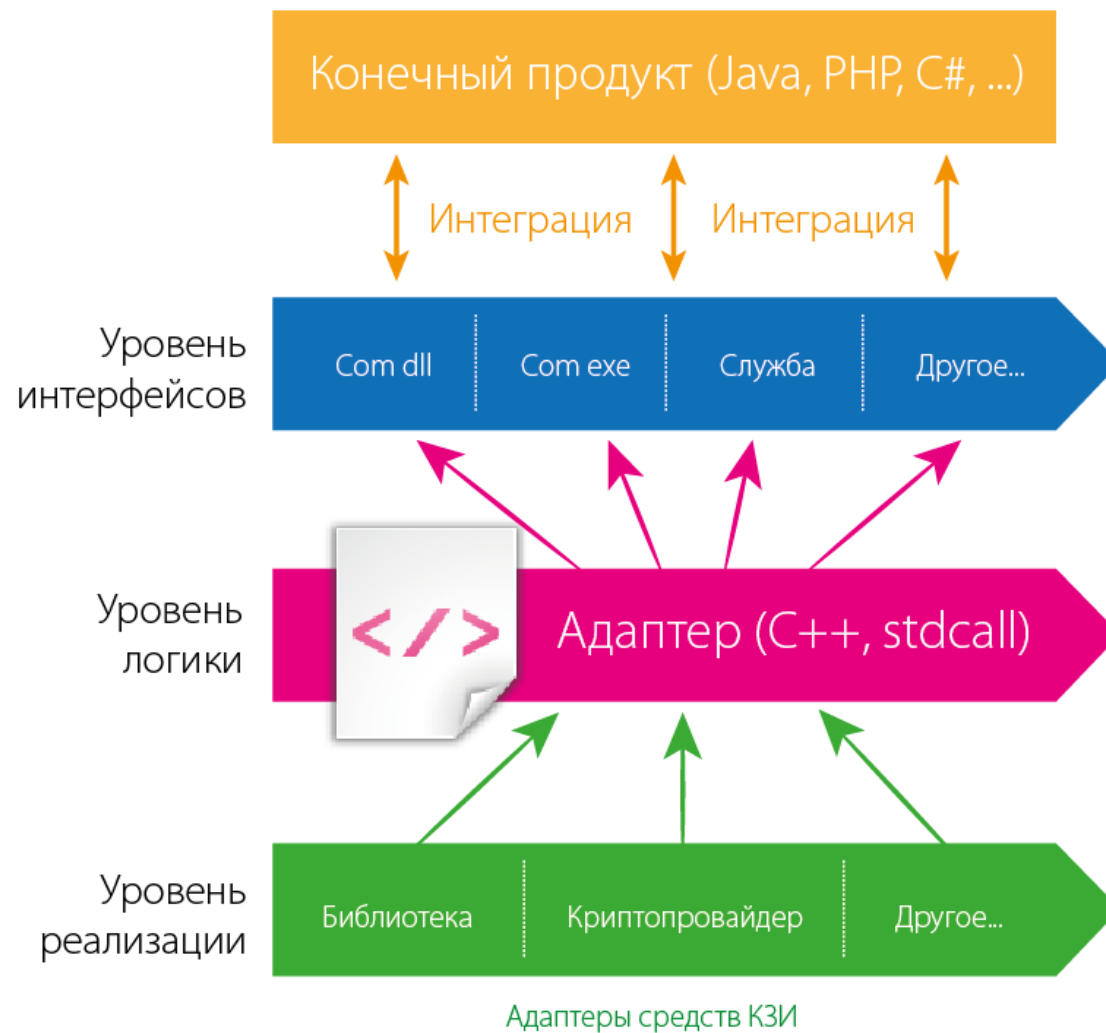 Конечный продукт (Java, PHP, C#, ...)
Интеграция
Интеграция
Уровень
интерфейсов
Com dll
Com exe
Служба
Другое...
Уровень
логики
</>
Адаптер (C++, stdcall)
Уровень
реализации
Библиотека
Криптопровайдер
Другое...
Адаптеры средств КЗИ